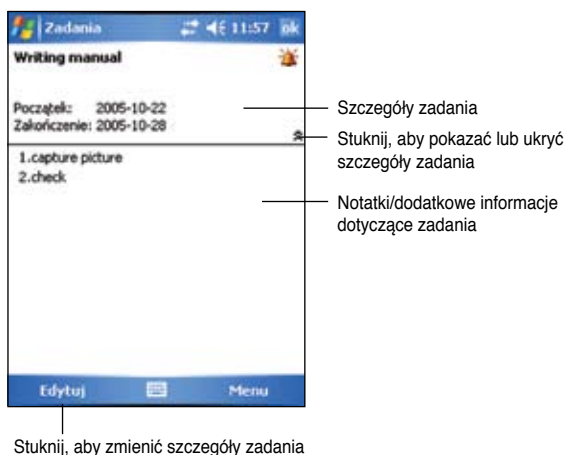 Zadania 11:57 ok
Writing manual
Początek: 2005-10-22
Zakończenie: 2005-10-28
1.capture picture
2.check
Edytuj Menu
Szczegóły zadania
Stuknij, aby pokazać lub ukryć
szczegóły zadania
Notatki/dodatkowe informacje
dotyczące zadania
Stuknij, aby zmienić szczegóły zadania